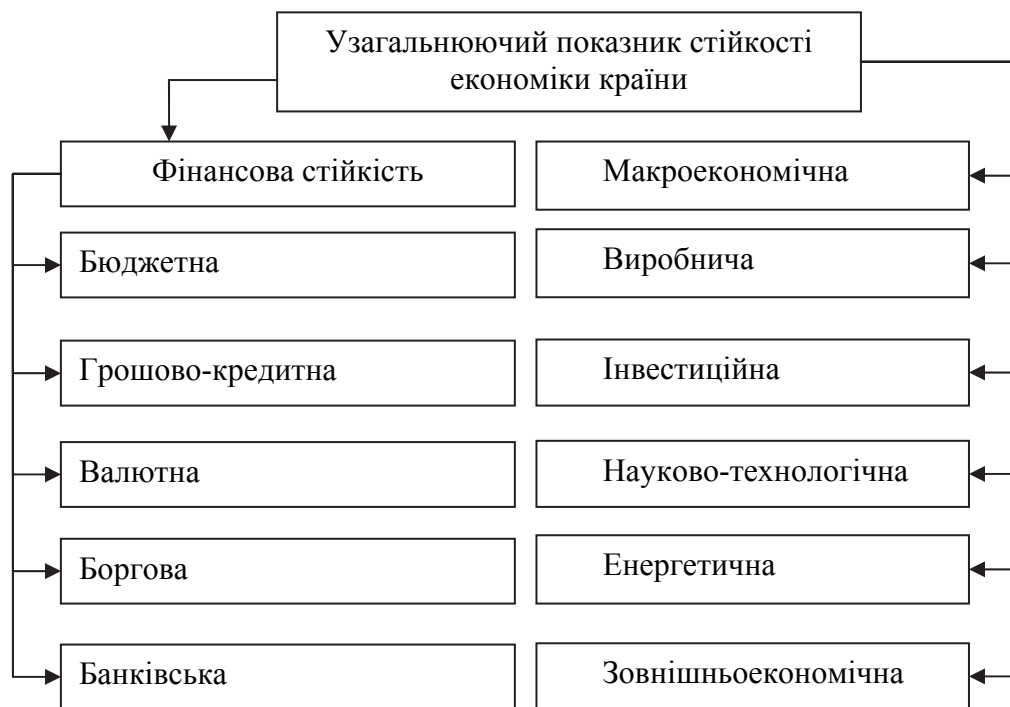 Узагальнюючий показник стійкості
економіки країни
Фінансова стійкість
Макроекономічна
Бюджетна
Виробнича
Грошово-кредитна
Інвестиційна
Валютна
Науково-технологічна
Боргова
Енергетична
Банківська
Зовнішньоекономічна